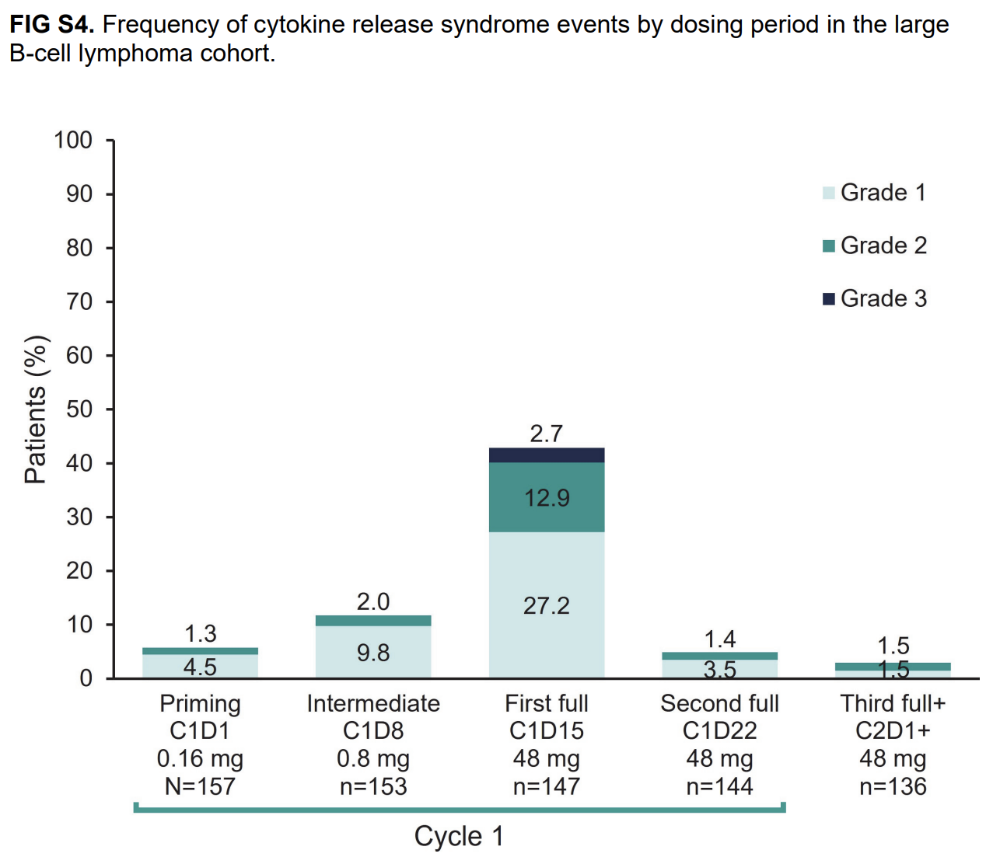 FIG S4. Frequency of cytokine release syndrome events by dosing period in the large
B-cell lymphoma cohort.
100
90
80
70
60
50
40
30
20
10
0
Patients (%)
Grade 1
Grade 2
Grade 3
1.3
4.5
2.0
9.8
2.7
12.9
27.2
1.4
3.5
1.5
1.5
Priming
C1D1
0.16 mg
N=157
Intermediate
C1D8
0.8 mg
n=153
First full
C1D15
48 mg
n=147
Second full
C1D22
48 mg
n=144
Third full+
C2D1+
48 mg
n=136
Cycle 1